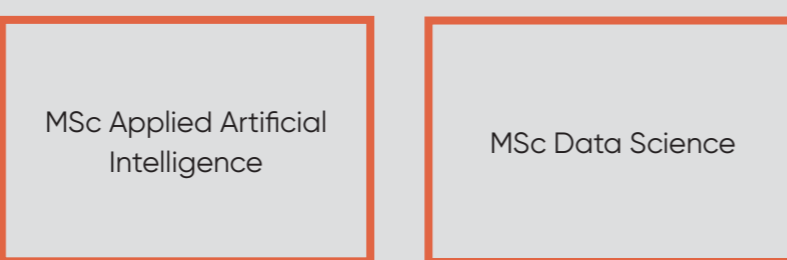 MSc Applied Artificial
Intelligence
MSc Data Science